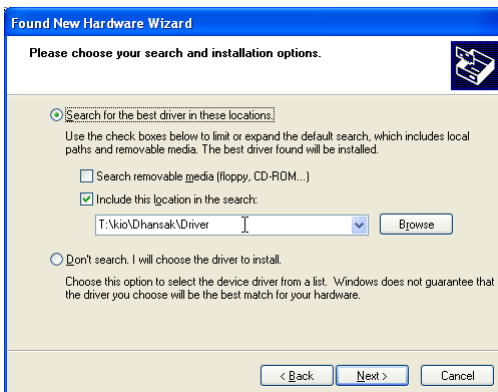 Found New Hardware Wizard
Please choose your search and installation options.
Search for the best driver in these locations.
Use the check boxes below to limit or expand the default search, which includes local
paths and removable media. The best driver found will be installed.
Search removable media (floppy, CD-ROM...)
Include this location in the search:
T:\kio\Dhansak\Driver
Browse
Don't search. I will choose the driver to install.
Choose this option to select the device driver from a list. Windows does not guarantee that
the driver you choose will be the best match for your hardware.
< Back Next > Cancel